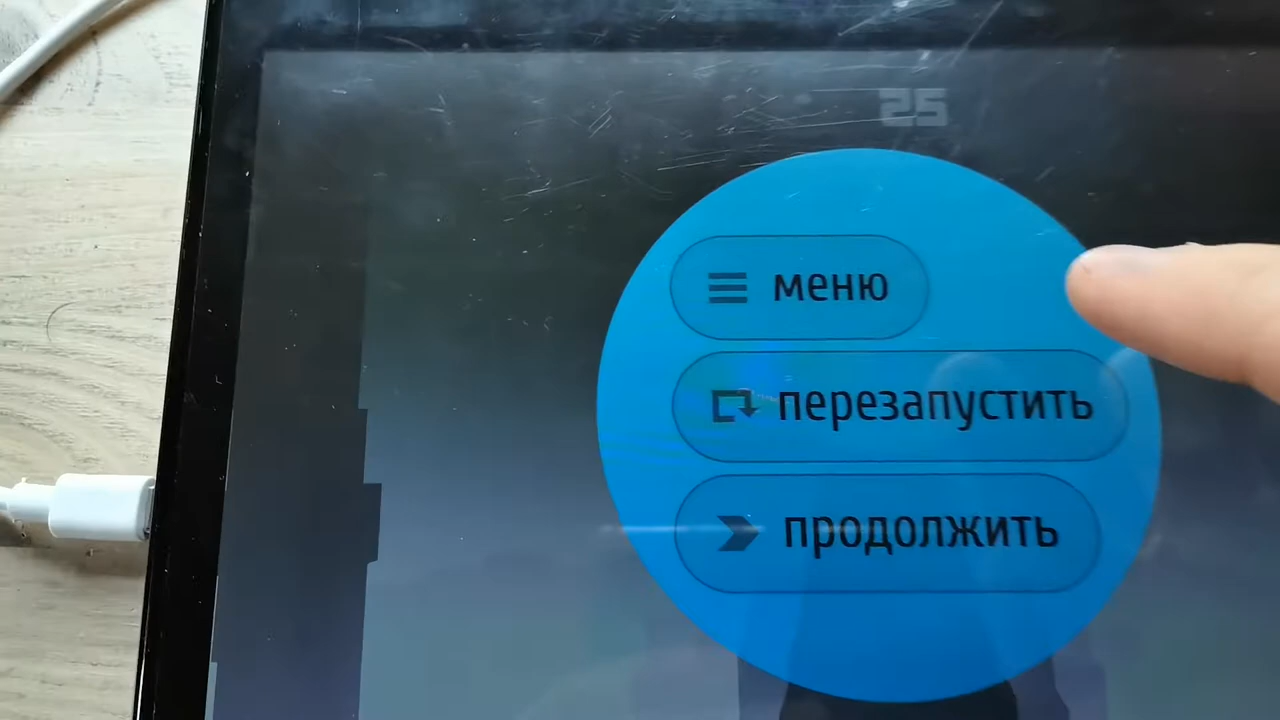 25
меню
перезапустить
продолжить